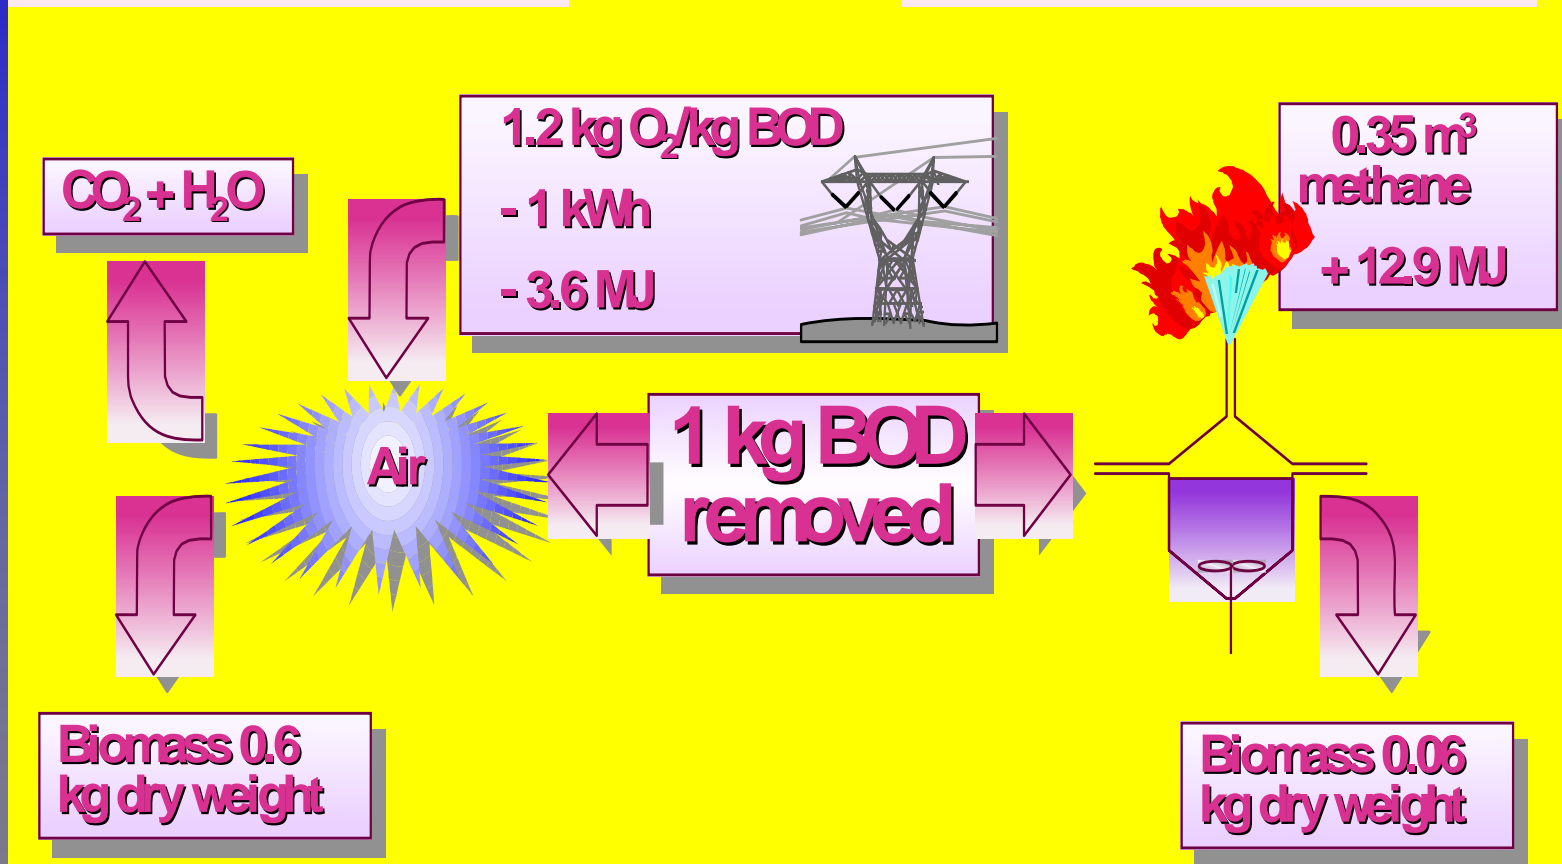 1.2 kg O₂/kg BOD
- 1 kWh
- 3.6 MJ
0.35 m³
methane
+ 12.9 MJ
CO₂ + H₂O
Air
1 kg BOD
removed
Biomass 0.6
kg dry weight
Biomass 0.06
kg dry weight